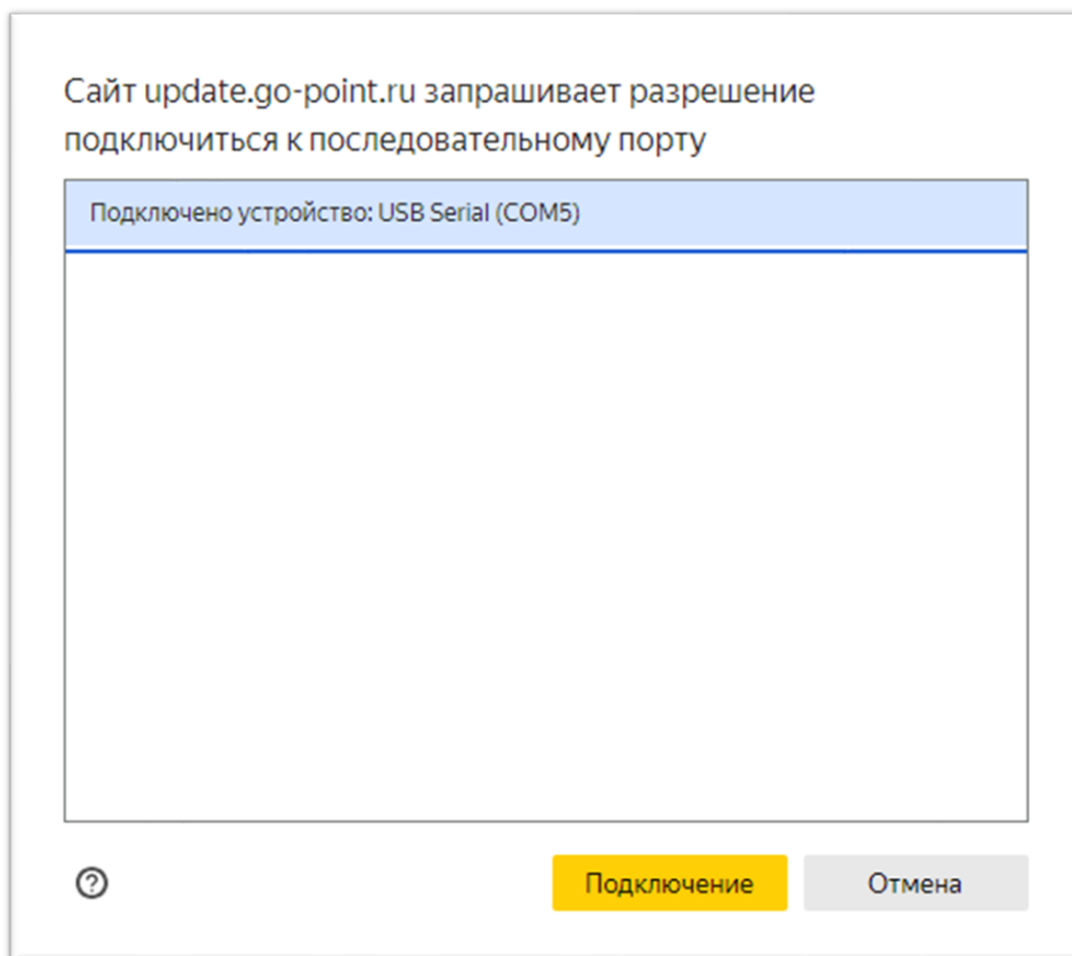 Сайт update.go-point.ru запрашивает разрешение
подключиться к последовательному порту
Подключено устройство: USB Serial (COM5)
Подключение
Отмена